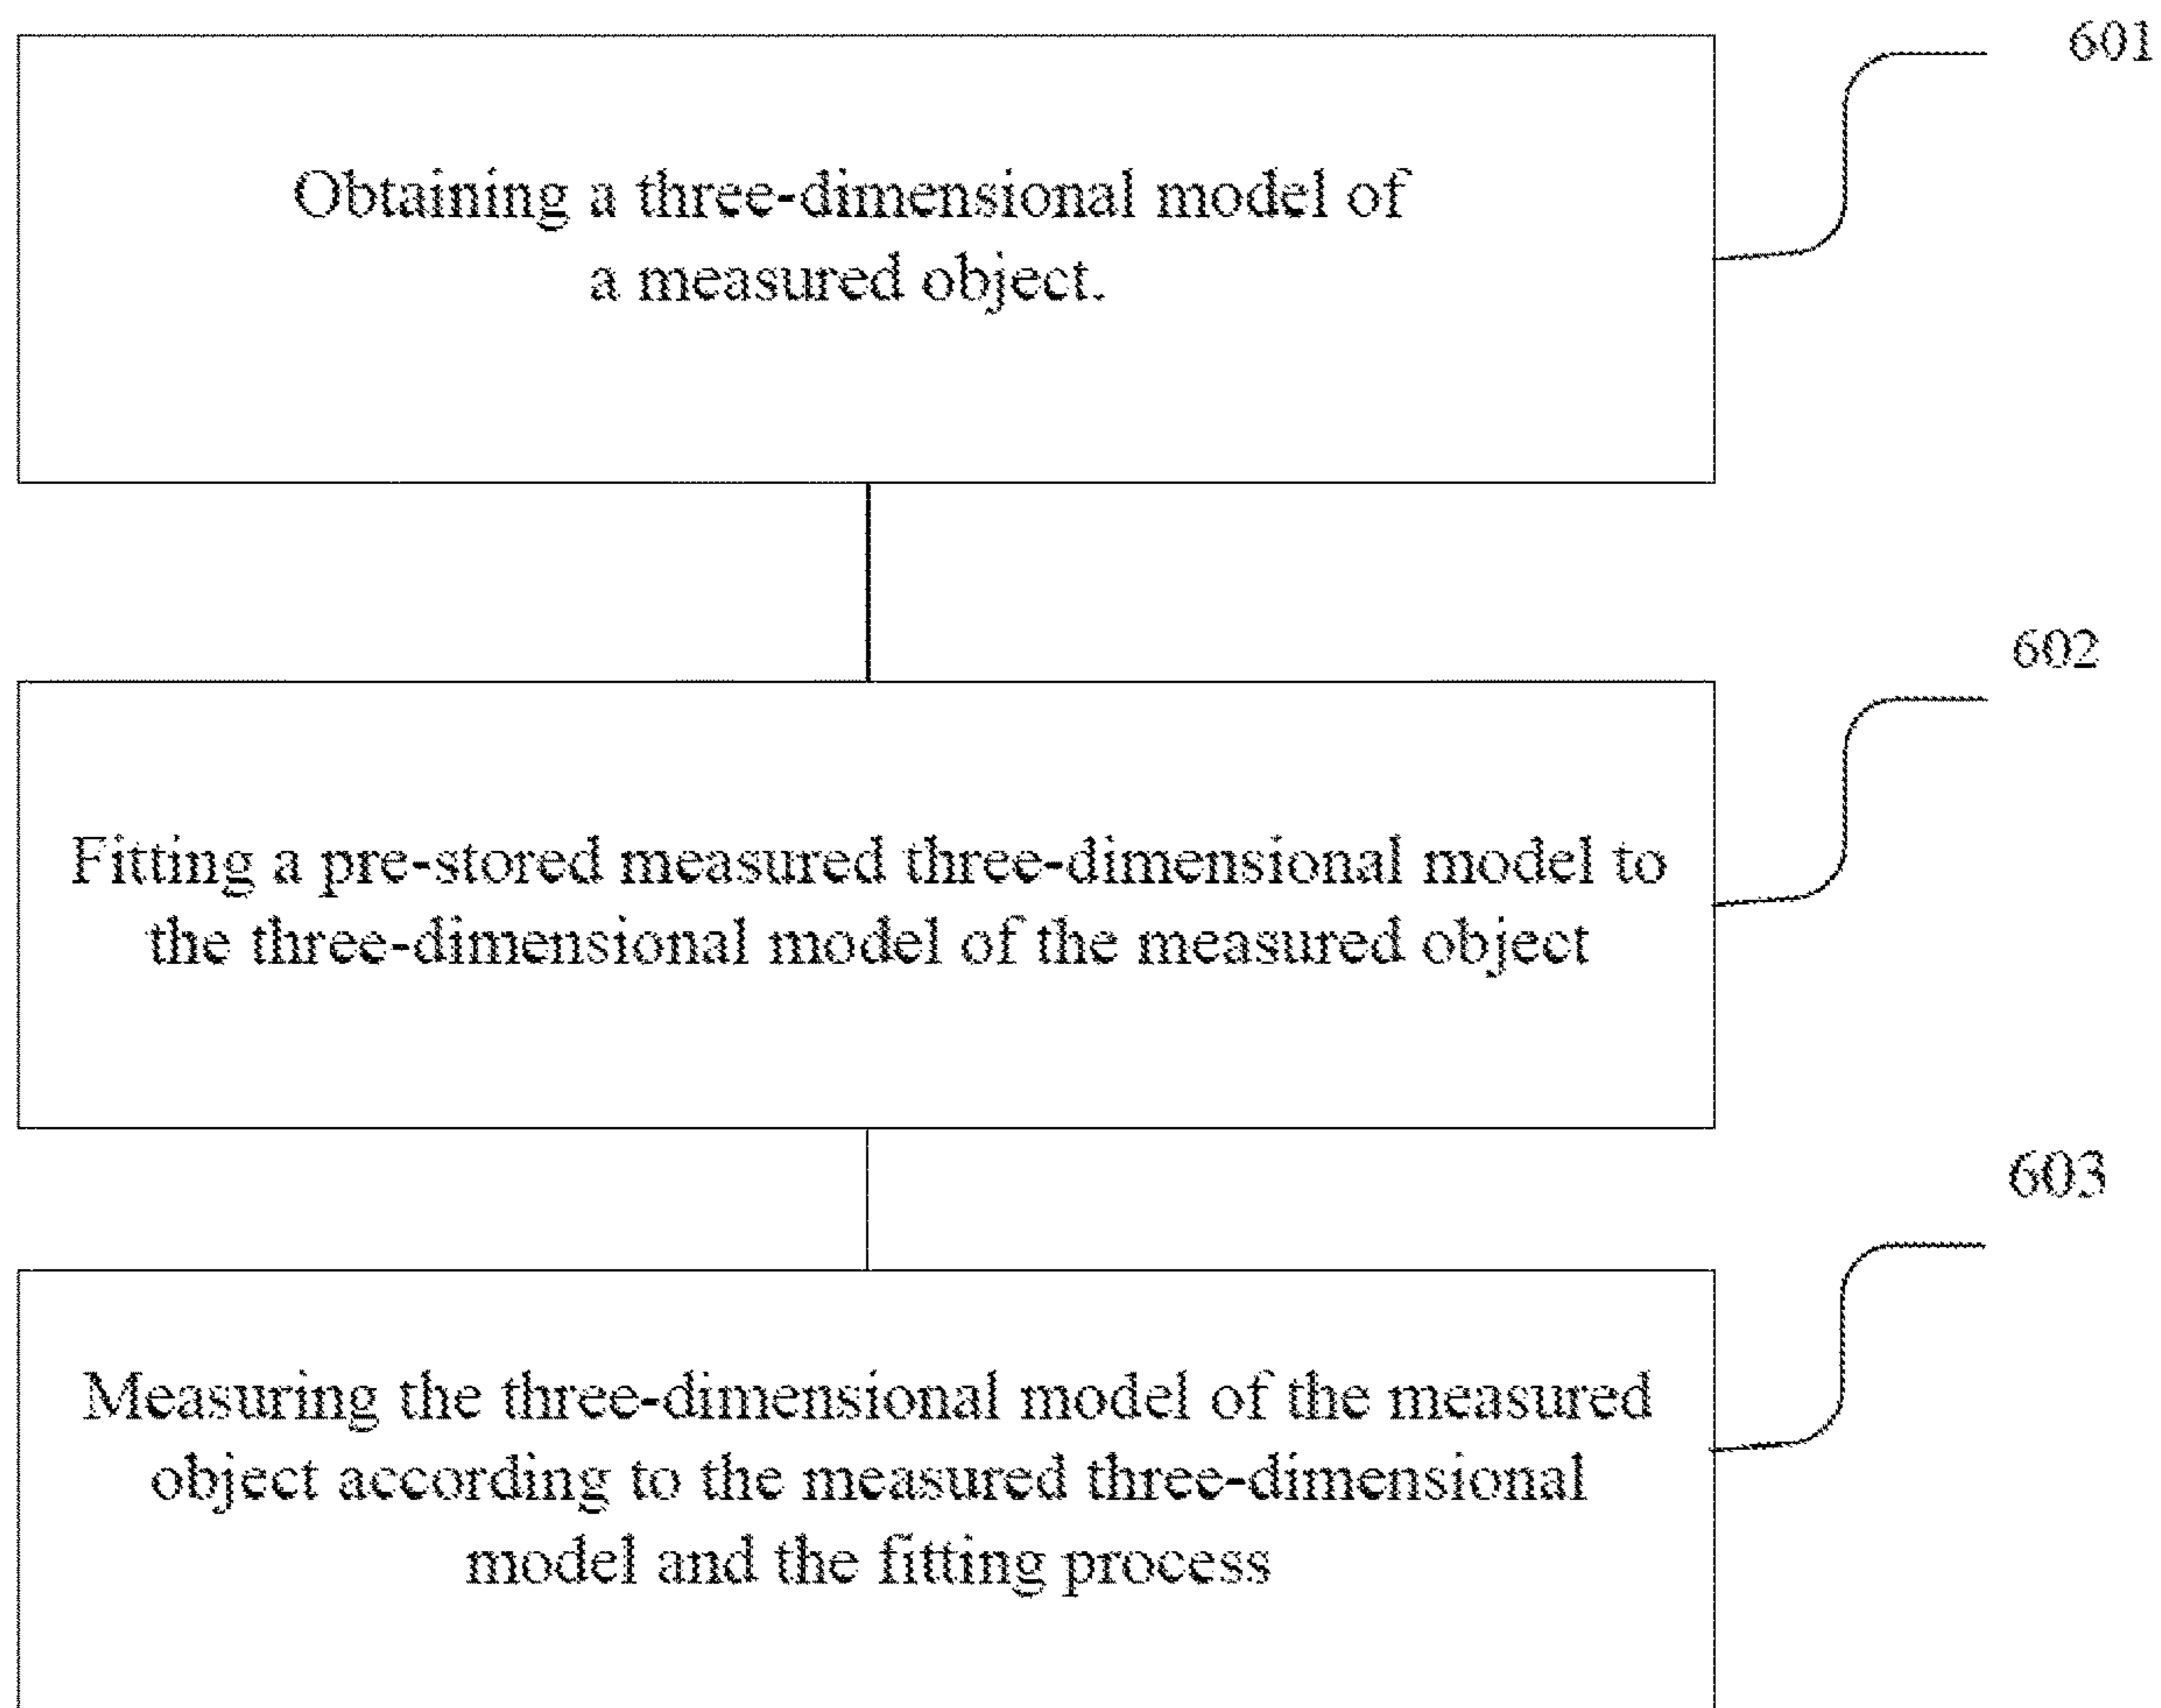 601
Obtaining a three-dimensional model of
a measured object.
602
Fitting a pre-stored measured three-dimensional model to
the three-dimensional model of the measured object
603
Measuring the three-dimensional model of the measured
object according to the measured three-dimensional
model and the fitting process